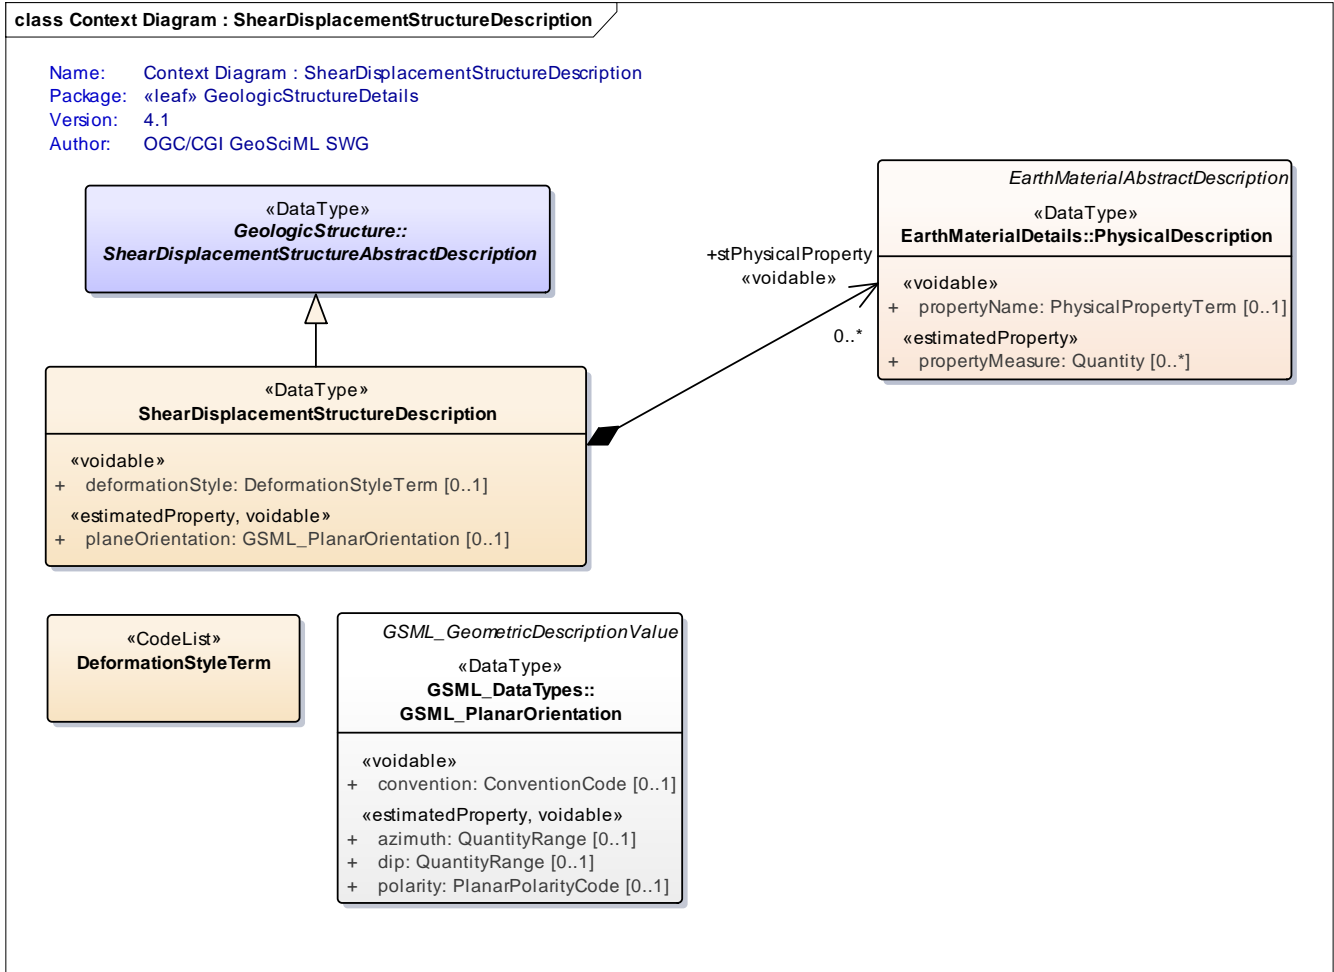 class Context Diagram : ShearDisplacementStructureDescription
Name: Context Diagram : ShearDisplacementStructureDescription
Package: «leaf» GeologicStructureDetails
Version: 4.1
Author: OGC/CGI GeoSciML SWG
«DataType»
GeologicStructure::
ShearDisplacementStructureAbstractDescription
EarthMaterialAbstractDescription
«DataType»
EarthMaterialDetails::PhysicalDescription
«voidable»
+ propertyName: PhysicalPropertyTerm [0..1]
«estimatedProperty»
+ propertyMeasure: Quantity [0..*]
+stPhysicalProperty
«voidable»
0..*
«DataType»
ShearDisplacementStructureDescription
«voidable»
+ deformationStyle: DeformationStyleTerm [0..1]
«estimatedProperty, voidable»
+ planeOrientation: GSML_PlanarOrientation [0..1]
«CodeList»
DeformationStyleTerm
GSML_GeometricDescriptionValue
«DataType»
GSML_DataTypes::
GSML_PlanarOrientation
«voidable»
+ convention: ConventionCode [0..1]
«estimatedProperty, voidable»
+ azimuth: QuantityRange [0..1]
+ dip: QuantityRange [0..1]
+ polarity: PlanarPolarityCode [0..1]